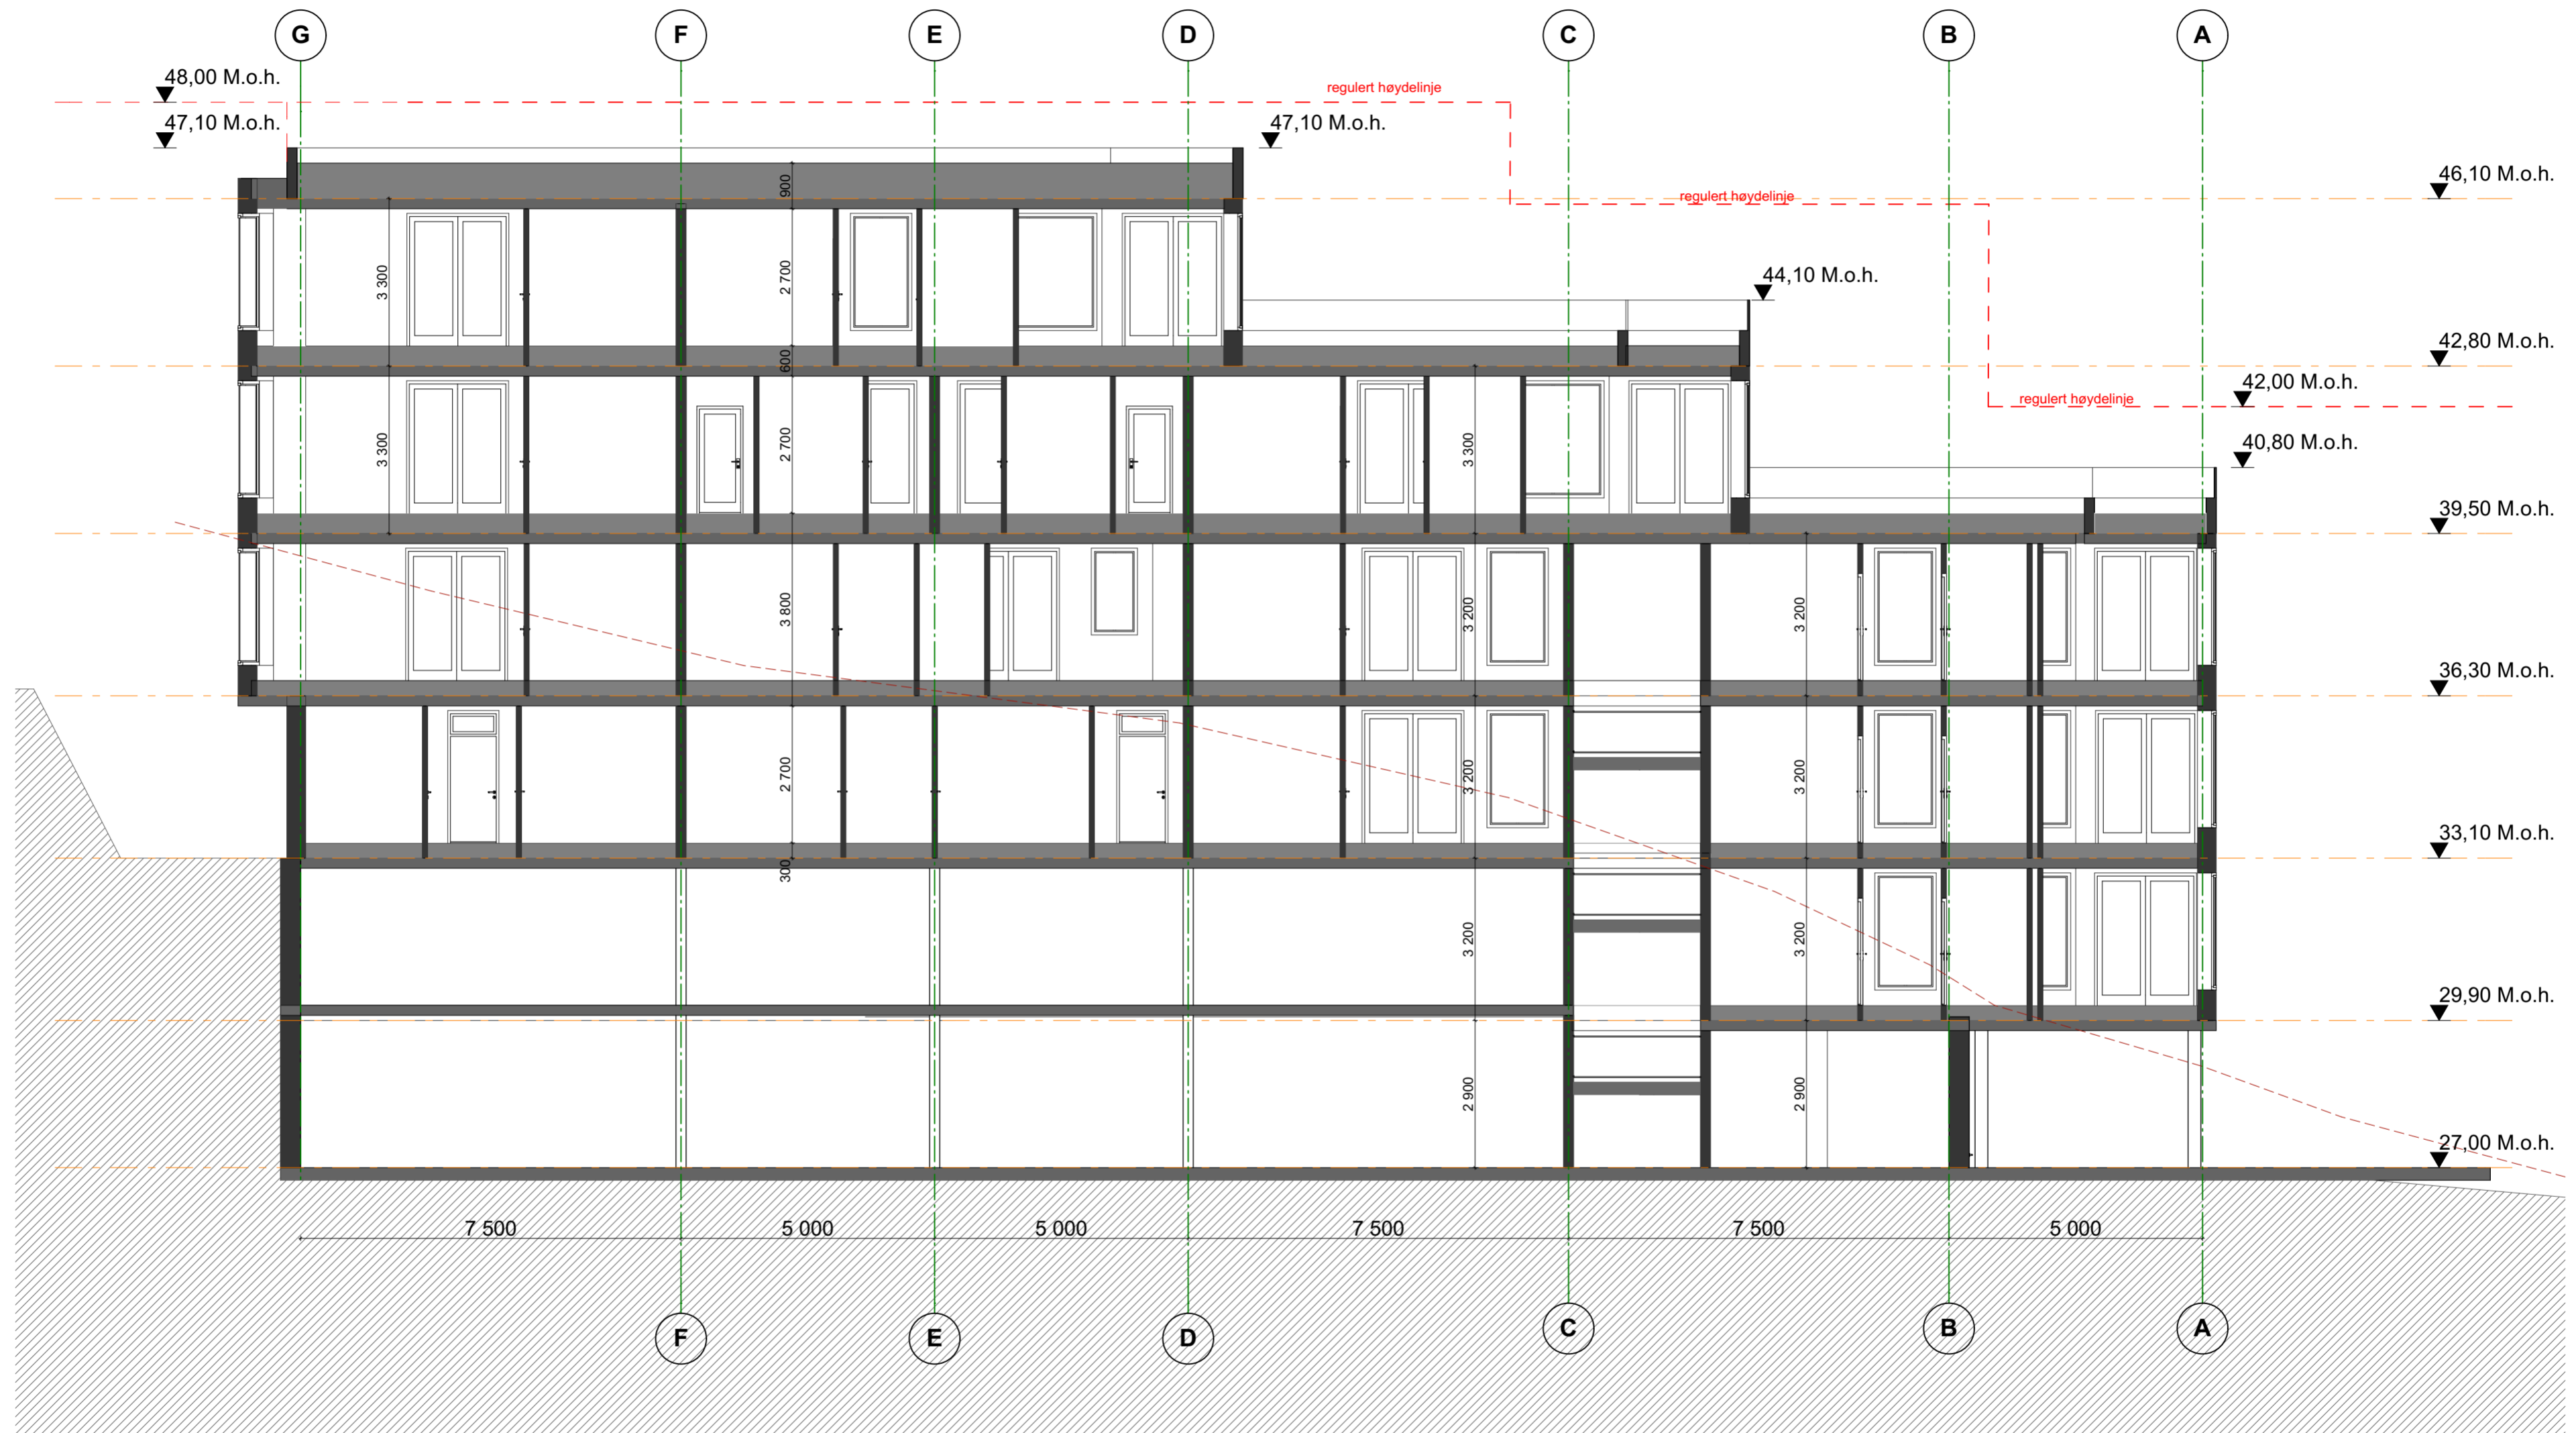 G F E D C B A
48,00 M.o.h.
regulert høydelinje
47,10 M.o.h.
47,10 M.o.h.
46,10 M.o.h.
900
regulert høydelinje
3 300
2 700
44,10 M.o.h.
42,80 M.o.h.
600
42,00 M.o.h.
regulert høydelinje
40,80 M.o.h.
3 300
2 700
3 300
39,50 M.o.h.
3 800
3 200
3 200
36,30 M.o.h.
2 700
3 200
3 200
33,10 M.o.h.
300
3 200
3 200
29,90 M.o.h.
2 900
2 900
27,00 M.o.h.
7 500 5 000 5 000 7 500 7 500 5 000
F E D C B A